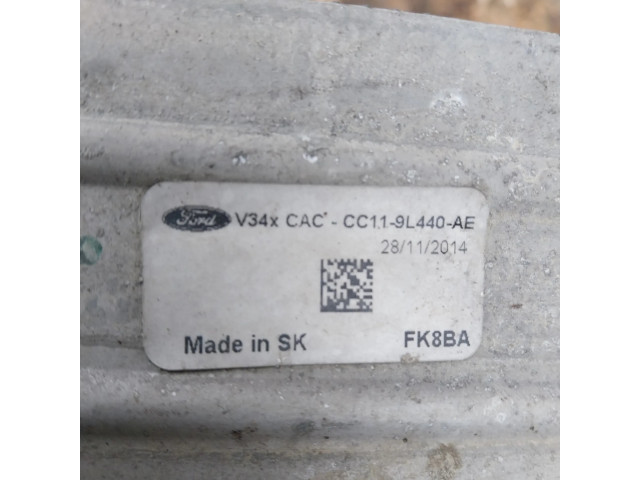 Ford V34x CAC - CC11-9L440-AE
28/11/2014
Made in SK FK8BA